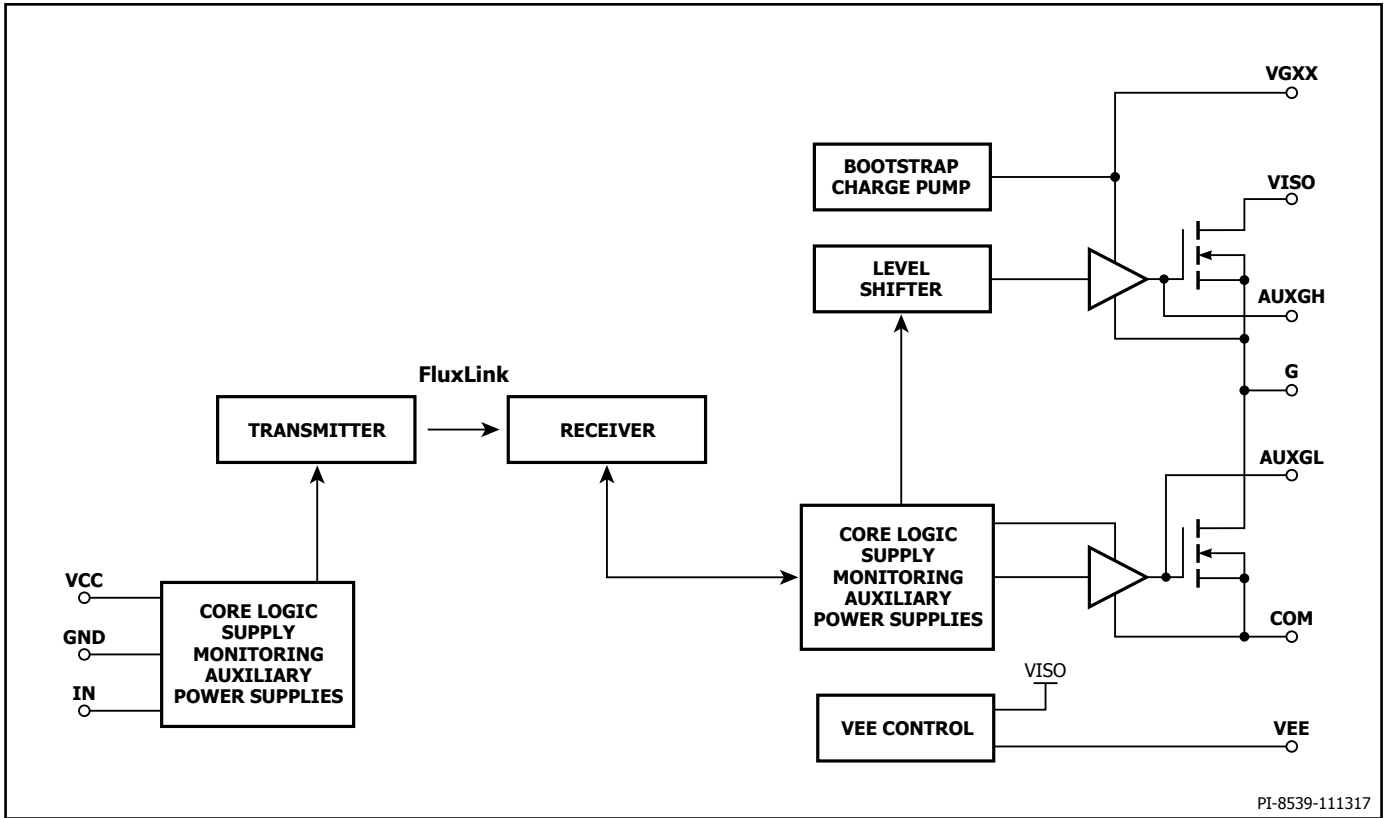 VGXX
BOOTSTRAP
CHARGE PUMP
VISO
LEVEL
SHIFTER
AUXGH
FluxLink
G
TRANSMITTER
RECEIVER
AUXGL
CORE LOGIC
SUPPLY
MONITORING
AUXILIARY
POWER SUPPLIES
VCC
GND
IN
CORE LOGIC
SUPPLY
MONITORING
AUXILIARY
POWER SUPPLIES
COM
VISO
VEE CONTROL
VEE
PI-8539-111317